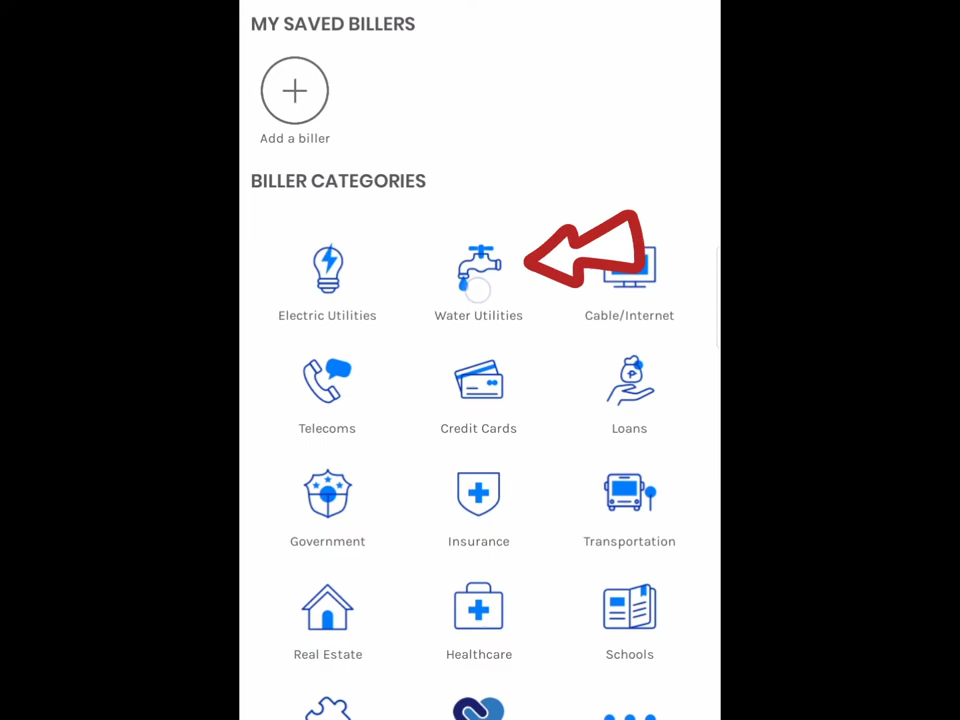 MY SAVED BILLERS
Add a biller
BILLER CATEGORIES
Electric Utilities
Water Utilities
Cable/Internet
Telecoms
Credit Cards
Loans
Government
Insurance
Transportation
Real Estate
Healthcare
Schools